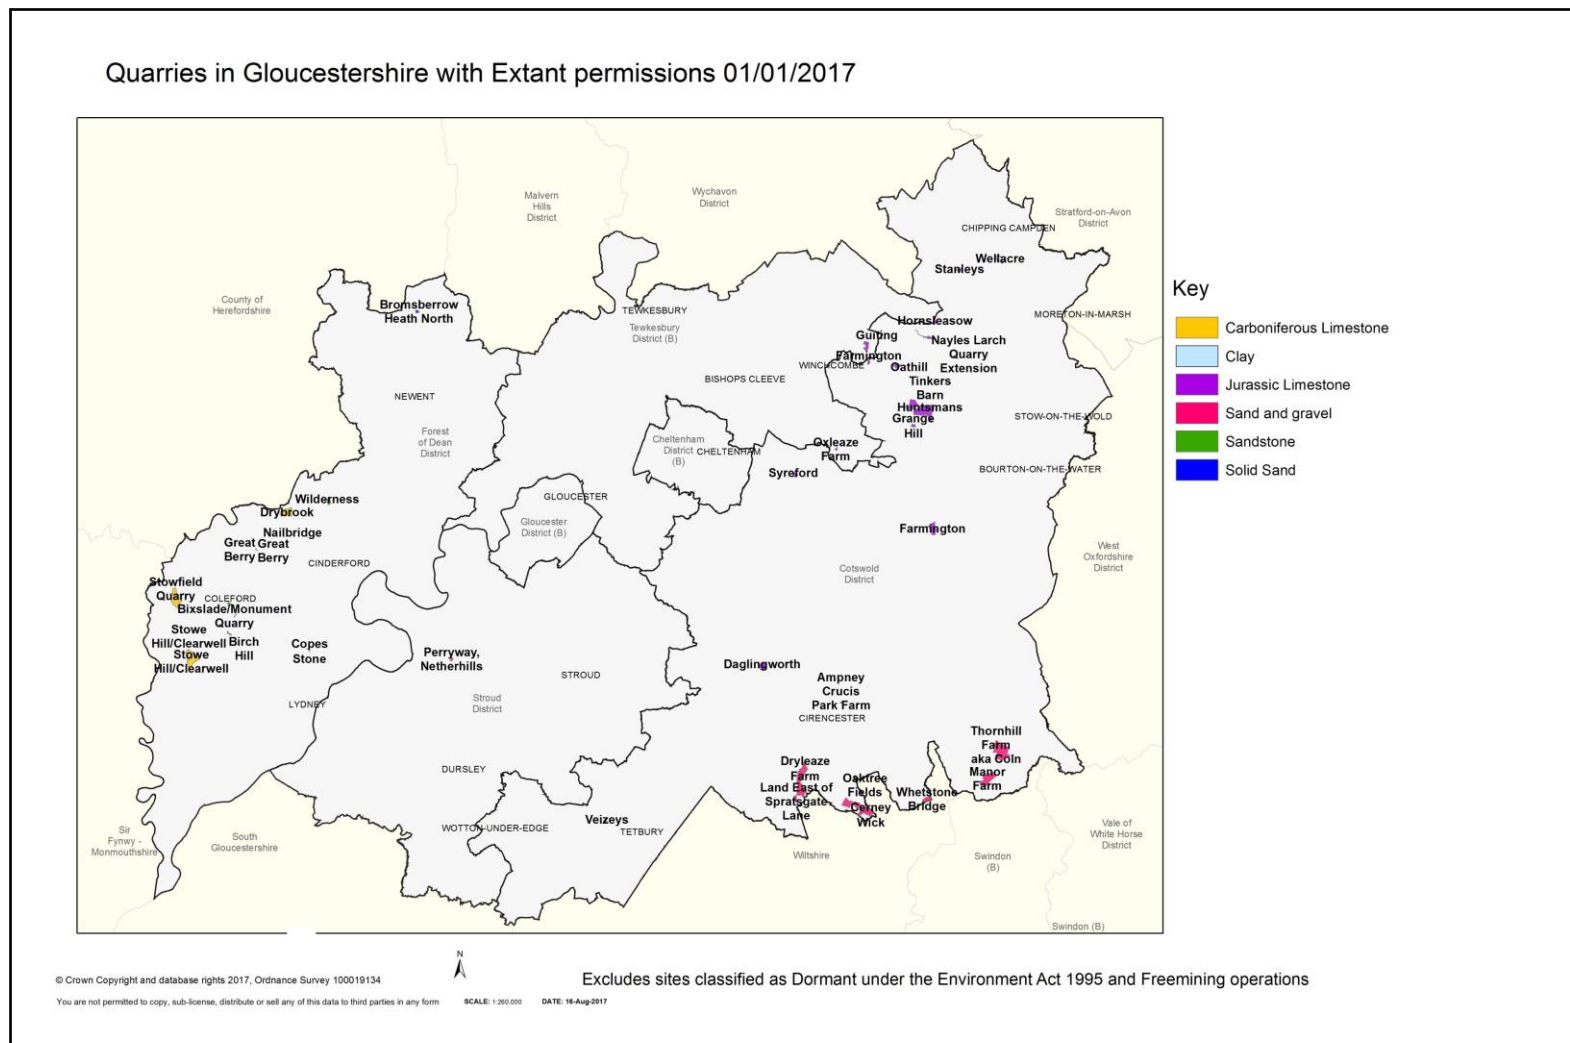 Quarries in Gloucestershire with Extant permissions 01/01/2017
Malvern
Hills
District
Wychavon
District
Stratford-on-Avon
District
CHIPPING CAMPDEN
Wellacre
Stanleys
County of
Herefordshire
Bromsberrow
Heath North
TEWKESBURY
Tewkesbury
District (B)
MORETON-IN-MARSH
Hornsleasow
Guiting
Nayles Larch
Quarry
Extension
Farmington
WINCHCOMBE
Oathill
BISHOPS CLEEVE
Tinkers
Barn
Huntsmans
Grange
Hill
NEWENT
STOW-ON-THE-WOLD
Forest
of Dean
District
Cheltenham
District
(B)
CHELTENHAM
Oxleaze
Farm
Syreford
BOURTON-ON-THE-WATER
Wilderness
Drybrook
GLOUCESTER
Gloucester
District (B)
Farmington
Nailbridge
Great
Berry
Great
Berry
CINDERFORD
West
Oxfordshire
District
Cotswold
District
Stowfield
Quarry
COLEFORD
Bixslade/Monument
Quarry
Stowe
Hill/Clearwell
Birch
Hill
Stowe
Hill/Clearwell
Copes
Stone
Perryway,
Netherhills
STROUD
Stroud
District
LYDNEY
Daglingworth
Ampney
Crucis
Park Farm
CIRENCESTER
Thornhill
Farm
aka Coln
Manor
Farm
DURSLEY
Dryleaze
Farm
Land East of
Spratsgate
Lane
Oaktree
Fields
Cerney
Wick
Whetstone
Bridge
Veizeys
WOTTON-UNDER-EDGE
TETBURY
Sir
Fynwy -
Monmouthshire
South
Gloucestershire
Wiltshire
Swindon
(B)
Vale of
White Horse
District
Swindon (B)
Key
Carboniferous Limestone
Clay
Jurassic Limestone
Sand and gravel
Sandstone
Solid Sand
N
© Crown Copyright and database rights 2017, Ordnance Survey 100019134
Excludes sites classified as Dormant under the Environment Act 1995 and Freemining operations
You are not permitted to copy, sub-license, distribute or sell any of this data to third parties in any form
SCALE: 1:260,000 DATE: 16-Aug-2017